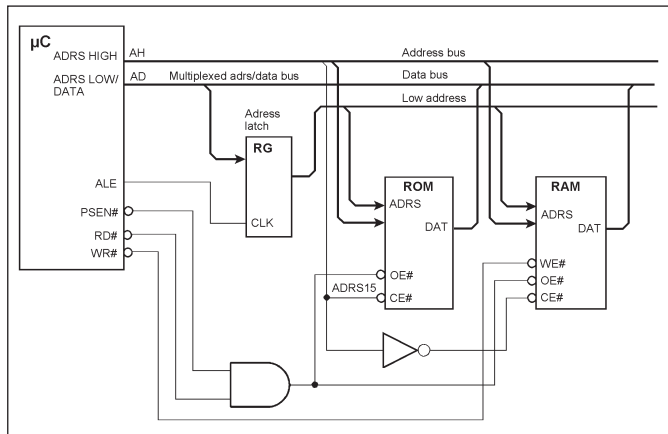 µC
ADRS HIGH
AH
Address bus
ADRS LOW/
DATA
AD
Multiplexed adrs/data bus
Data bus
Low address
Adress
latch
RG
CLK
ALE
PSEN#
RD#
WR#
ROM
ADRS
DAT
OE#
CE#
ADRS15
RAM
ADRS
DAT
WE#
OE#
CE#